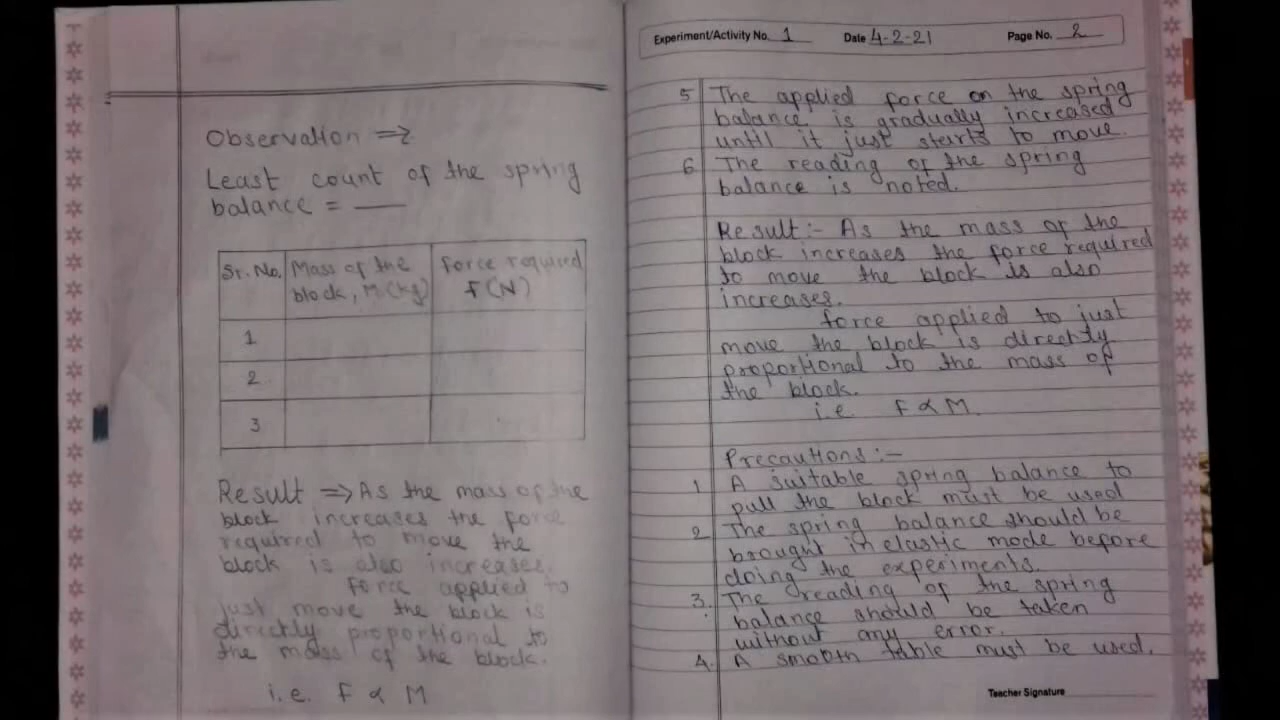 Observation ⇒
Least count of the spring
balance = ___
Sr. No. Mass of the block, M (kg) Force required F (N)
1
2
3
Result ⇒ As the mass of the
block increases the force
required to move the
block is also increases.
Force applied to
just move the block is
directly proportional to
the mass of the block.
i.e. F ∝ M
Experiment/Activity No. 1 Date 4-2-21 Page No. 2
5 The applied force on the spring
balance is gradually increased
until it just starts to move.
6 The reading of the spring
balance is noted.
Result :- As the mass of the
block increases the force required
to move the block is also
increases.
force applied to just
move the block is directly
proportional to the mass of
the block.
i.e F ∝ M.
Precautions :-
1 A suitable spring balance to
pull the block must be used
2 The spring balance should be
brought in elastic mode before
doing the experiments.
3. The reading of the spring
balance should be taken
without any error.
4. A smooth table must be used.
Teacher Signature